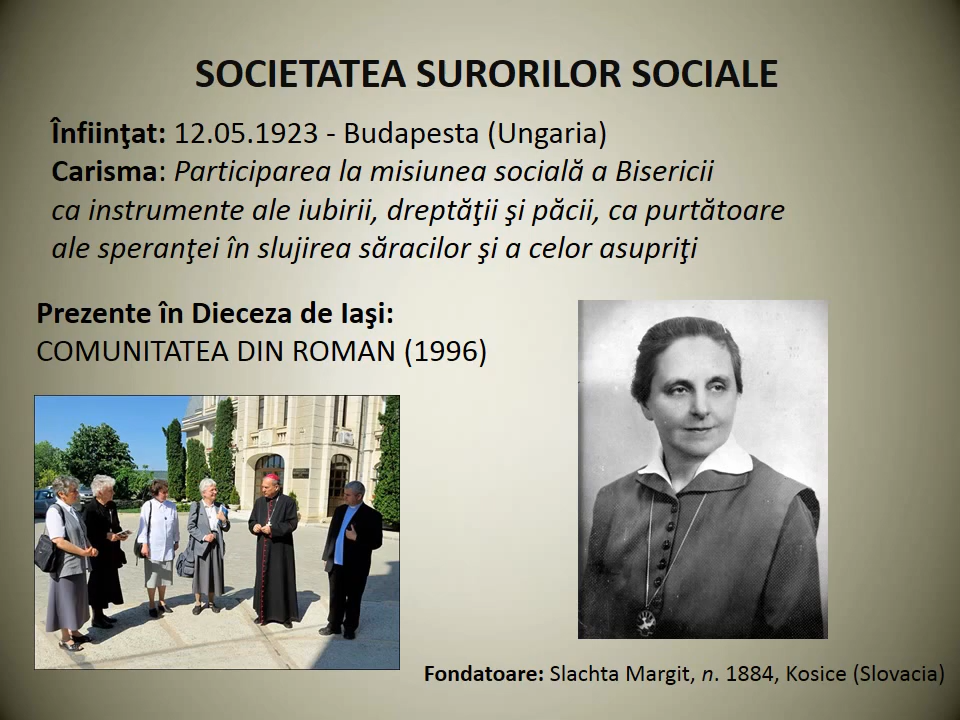 SOCIETATEA SURORILOR SOCIALE
Înfiinţat: 12.05.1923 - Budapesta (Ungaria)
Carisma: Participarea la misiunea socială a Bisericii
ca instrumente ale iubirii, dreptăţii şi păcii, ca purtătoare
ale speranţei în slujirea săracilor şi a celor asupriţi
Prezente în Dieceza de Iaşi:
COMUNITATEA DIN ROMAN (1996)
Fondatoare: Slachta Margit, n. 1884, Kosice (Slovacia)